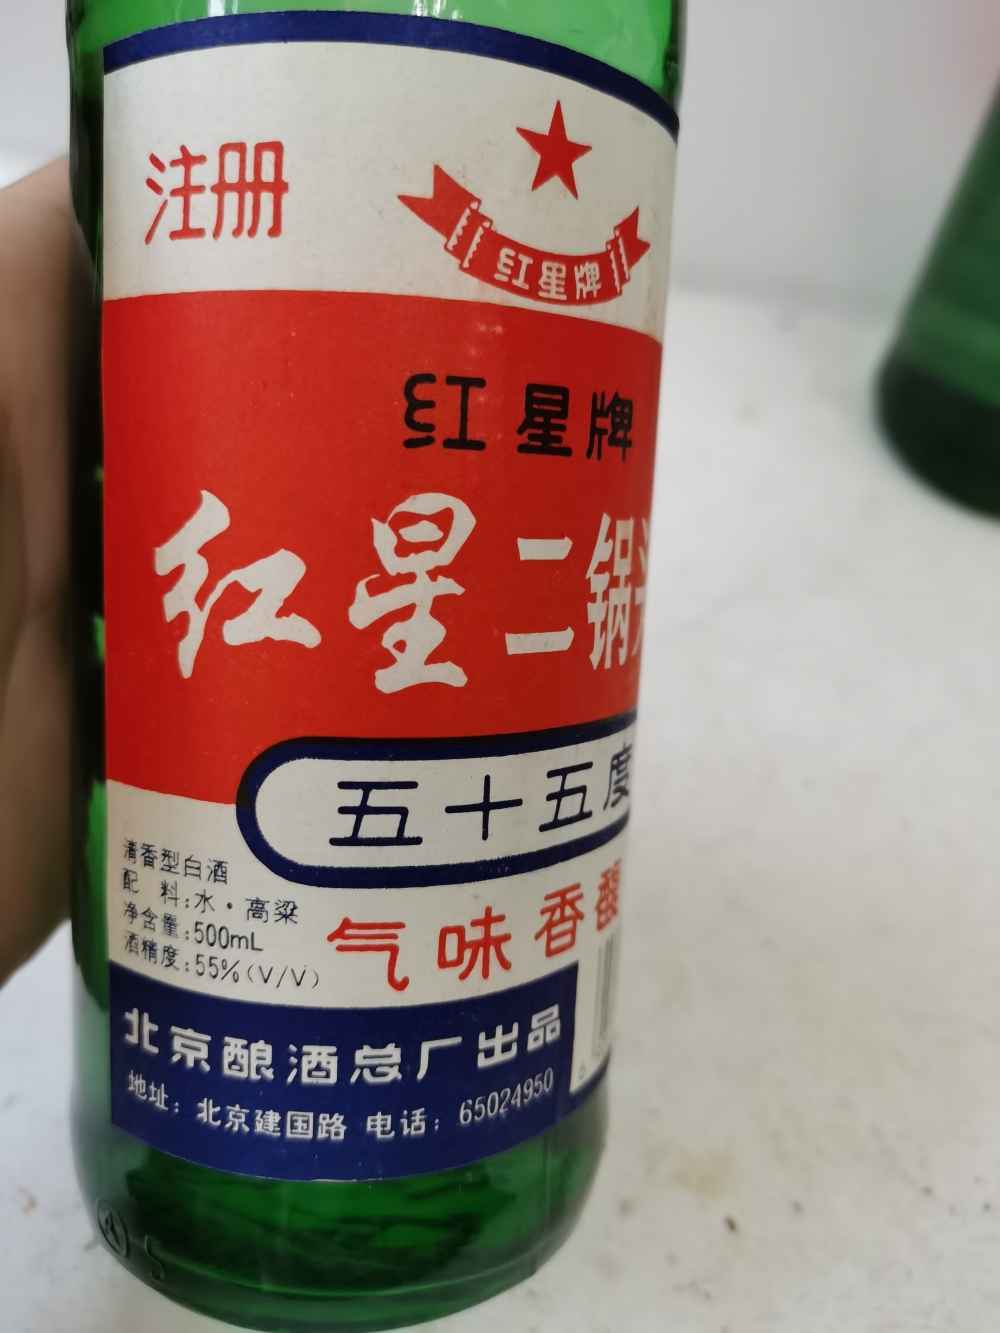 注册
红星牌
红星牌
红星二锅头
五十五度
清香型白酒
配 料:水·高粱
净含量:500mL
酒精度:55%(V/V)
气味香馥
北京酿酒总厂出品
地址：北京建国路 电话：65024950